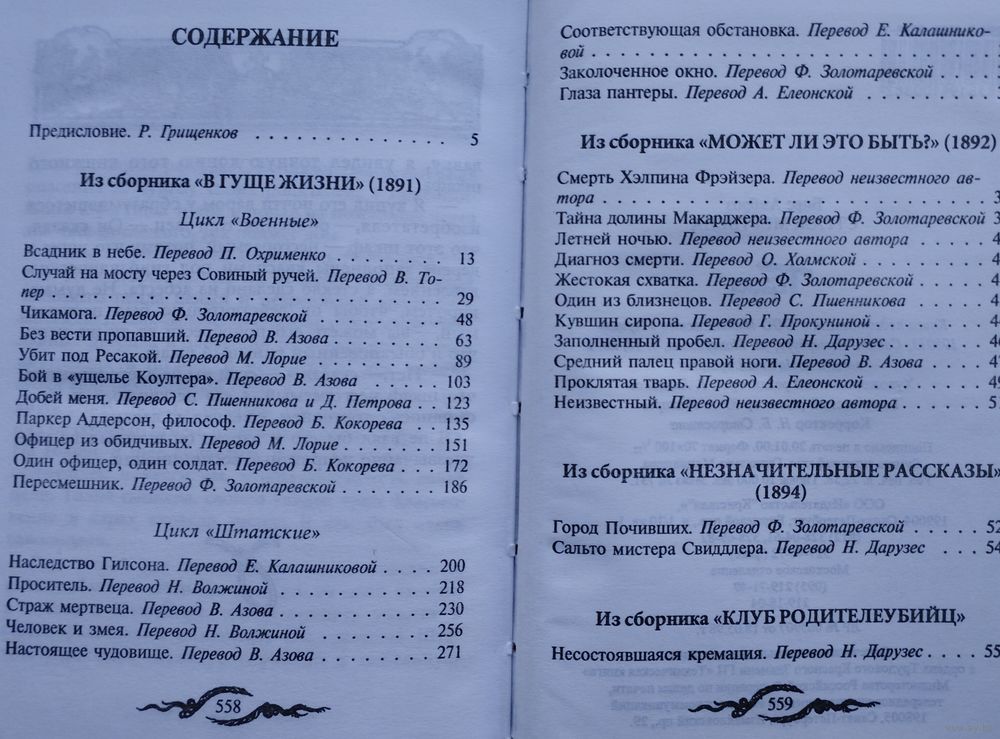 СОДЕРЖАНИЕ
Предисловие. Р. Грищенков . . . . . . . . . . . . 5
Из сборника «В ГУЩЕ ЖИЗНИ» (1891)
Цикл «Военные»
Всадник в небе. Перевод П. Охрименко . . . . . . . . 13
Случай на мосту через Совиный ручей. Перевод В. То-
пер . . . . . . . . . . . . . . . . . . . . 29
Чикамога. Перевод Ф. Золотаревской . . . . . . . . . 48
Без вести пропавший. Перевод В. Азова . . . . . . . . 63
Убит под Ресакой. Перевод М. Лорие . . . . . . . . . 89
Бой в «ущелье Коултера». Перевод В. Азова . . . . . . 103
Добей меня. Перевод С. Пшенникова и Д. Петрова . . 123
Паркер Аддерсон, философ. Перевод Б. Кокорева . . 135
Офицер из обидчивых. Перевод М. Лорие . . . . . . . 151
Один офицер, один солдат. Перевод Б. Кокорева . . . 172
Пересмешник. Перевод Ф. Золотаревской . . . . . . . 186
Цикл «Штатские»
Наследство Гилсона. Перевод Е. Калашниковой . . . . 200
Проситель. Перевод Н. Волжиной . . . . . . . . . . 218
Страж мертвеца. Перевод В. Азова . . . . . . . . . . 230
Человек и змея. Перевод Н. Волжиной . . . . . . . . 256
Настоящее чудовище. Перевод В. Азова . . . . . . . . 271
558
Соответствующая обстановка. Перевод Е. Калашнико-
вой . . . . . . . . . . . . . . . . . . . .
Заколоченное окно. Перевод Ф. Золотаревской . . . .
Глаза пантеры. Перевод А. Елеонской . . . . . . . . .
Из сборника «МОЖЕТ ЛИ ЭТО БЫТЬ?» (1892)
Смерть Хэлпина Фрэйзера. Перевод неизвестного ав-
тора . . . . . . . . . . . . . . . . . . . .
Тайна долины Макарджера. Перевод Ф. Золотаревской
Летней ночью. Перевод неизвестного автора . . . . .
Диагноз смерти. Перевод О. Холмской . . . . . . . .
Жестокая схватка. Перевод Ф. Золотаревской . . . . .
Один из близнецов. Перевод С. Пшенникова . . . . .
Кувшин сиропа. Перевод Г. Прокуниной . . . . . . .
Заполненный пробел. Перевод Н. Дарузес . . . . . . .
Средний палец правой ноги. Перевод В. Азова . . . .
Проклятая тварь. Перевод А. Елеонской . . . . . . .
Неизвестный. Перевод неизвестного автора . . . . . .
Из сборника «НЕЗНАЧИТЕЛЬНЫЕ РАССКАЗЫ»
(1894)
Город Почивших. Перевод Ф. Золотаревской . . . . .
Сальто мистера Свиддлера. Перевод Н. Дарузес . . .
Из сборника «КЛУБ РОДИТЕЛЕУБИЙЦ»
Несостоявшаяся кремация. Перевод Н. Дарузес . . . .
559